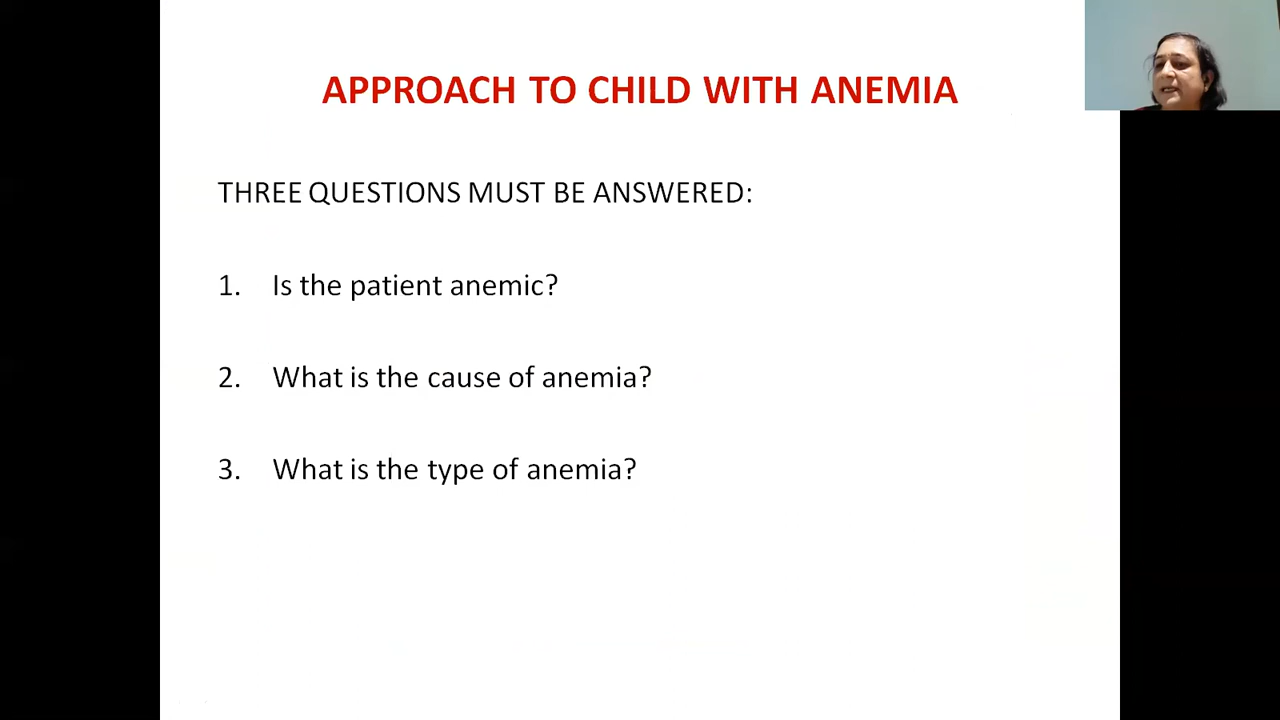 APPROACH TO CHILD WITH ANEMIA
THREE QUESTIONS MUST BE ANSWERED:
1. Is the patient anemic?
2. What is the cause of anemia?
3. What is the type of anemia?